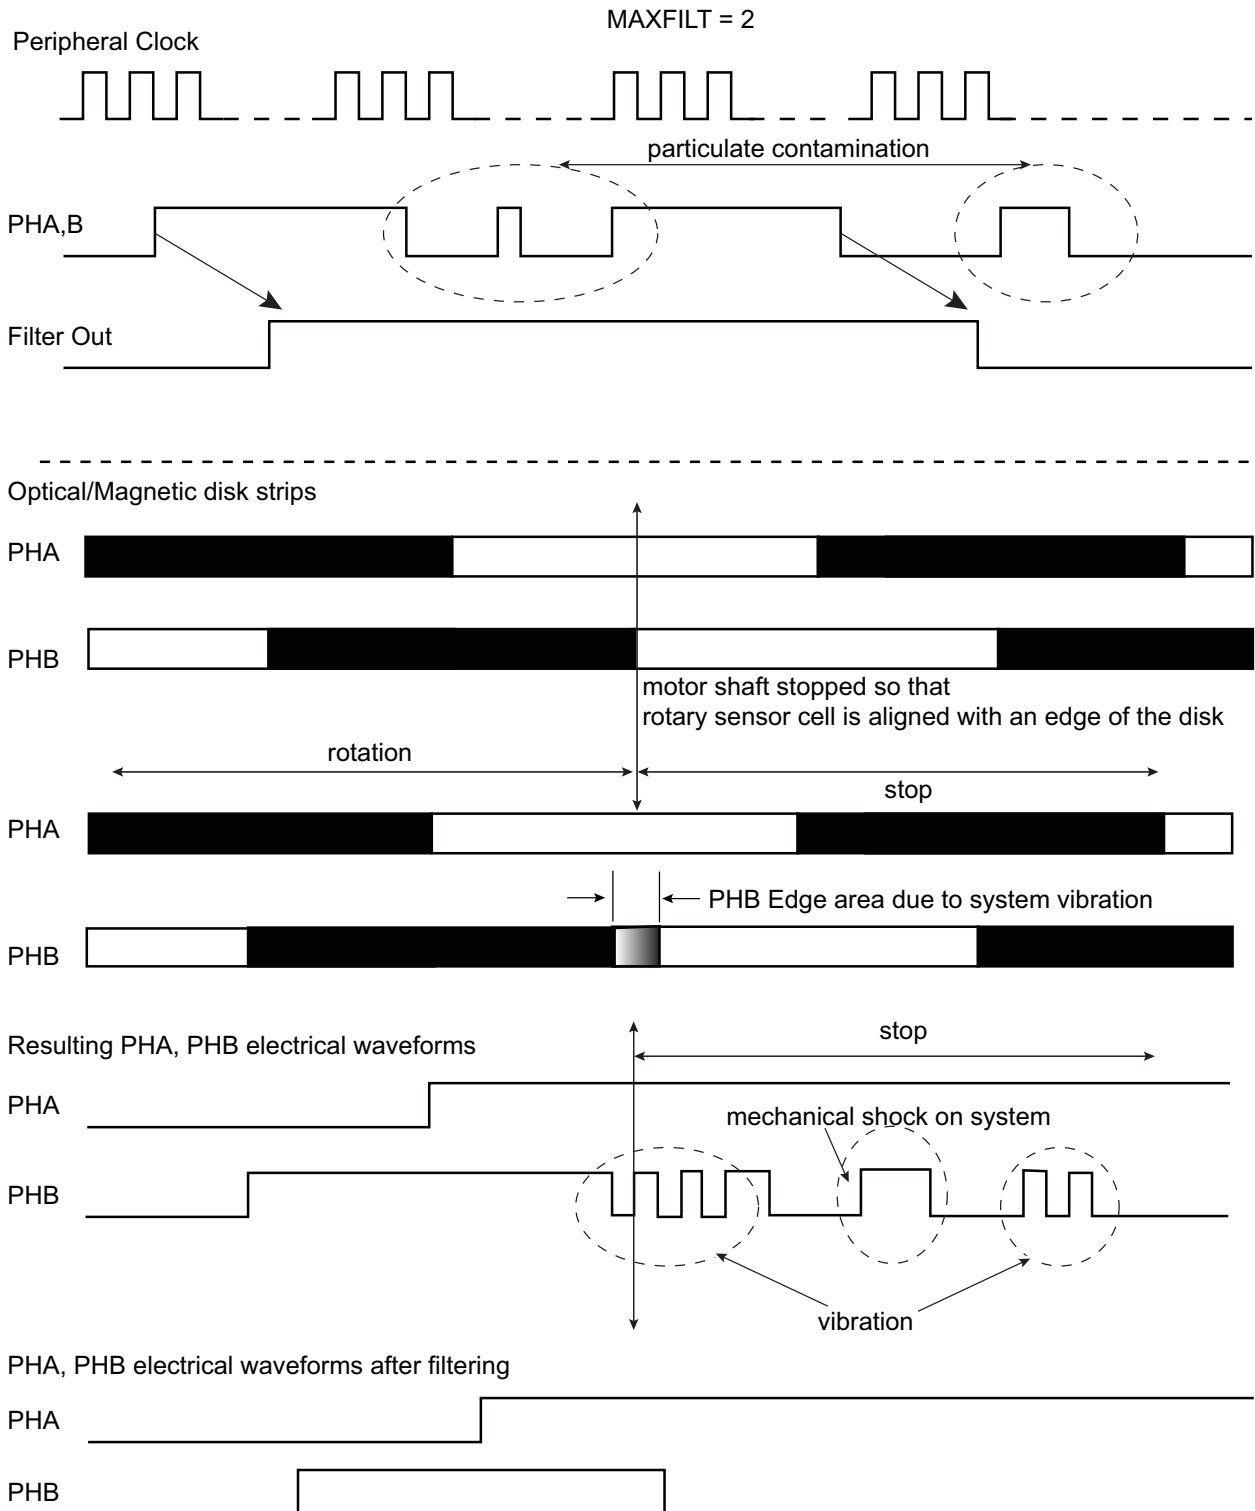 MAXFILT = 2
Peripheral Clock
particulate contamination
PHA,B
Filter Out
Optical/Magnetic disk strips
PHA
PHB
motor shaft stopped so that
rotary sensor cell is aligned with an edge of the disk
rotation
stop
PHA
PHB Edge area due to system vibration
PHB
stop
Resulting PHA, PHB electrical waveforms
PHA
mechanical shock on system
PHB
vibration
PHA, PHB electrical waveforms after filtering
PHA
PHB